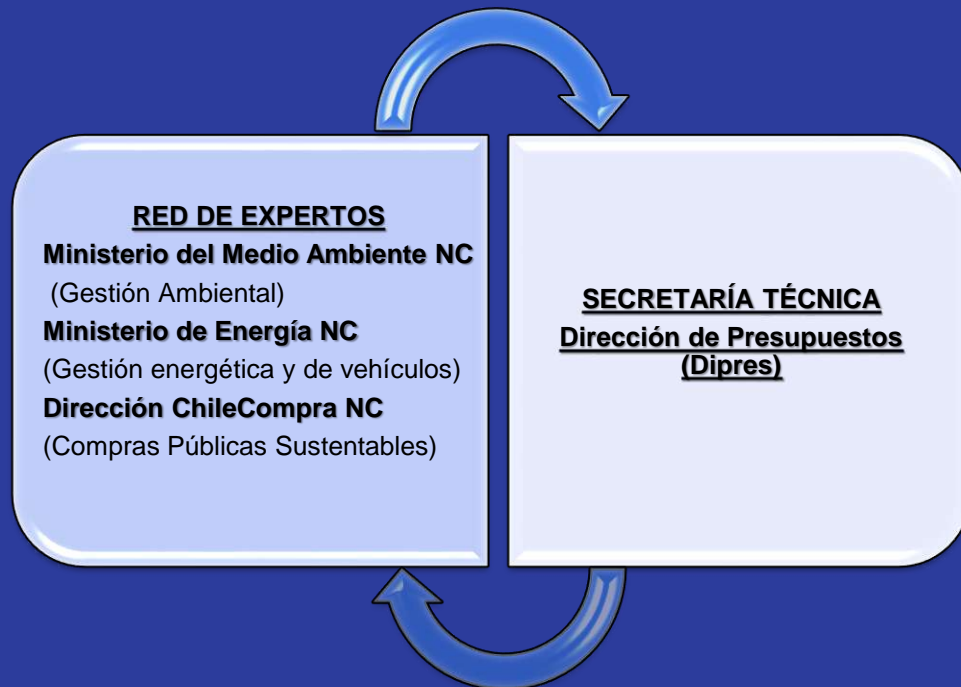 RED DE EXPERTOS
Ministerio del Medio Ambiente NC
(Gestión Ambiental)
Ministerio de Energía NC
(Gestión energética y de vehículos)
Dirección ChileCompra NC
(Compras Públicas Sustentables)
SECRETARÍA TÉCNICA
Dirección de Presupuestos
(Dipres)